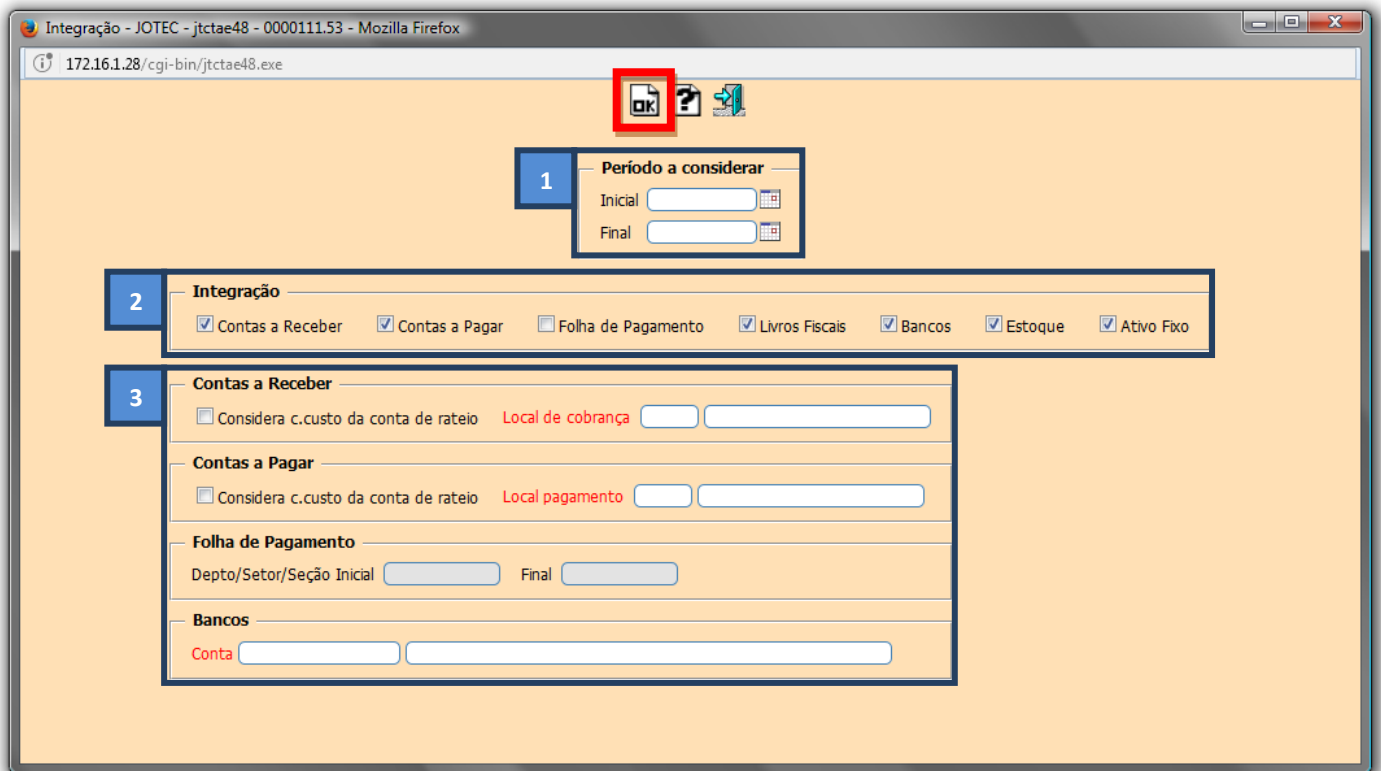 Integração - JOTEC - jtctae48 - 0000111.53 - Mozilla Firefox
172.16.1.28/cgi-bin/jtctae48.exe
OK ?
1
Período a considerar
Inicial
Final
2
Integração
Contas a Receber Contas a Pagar Folha de Pagamento Livros Fiscais Bancos Estoque Ativo Fixo
3
Contas a Receber
Considera c.custo da conta de rateio Local de cobrança
Contas a Pagar
Considera c.custo da conta de rateio Local pagamento
Folha de Pagamento
Depto/Setor/Seção Inicial Final
Bancos
Conta